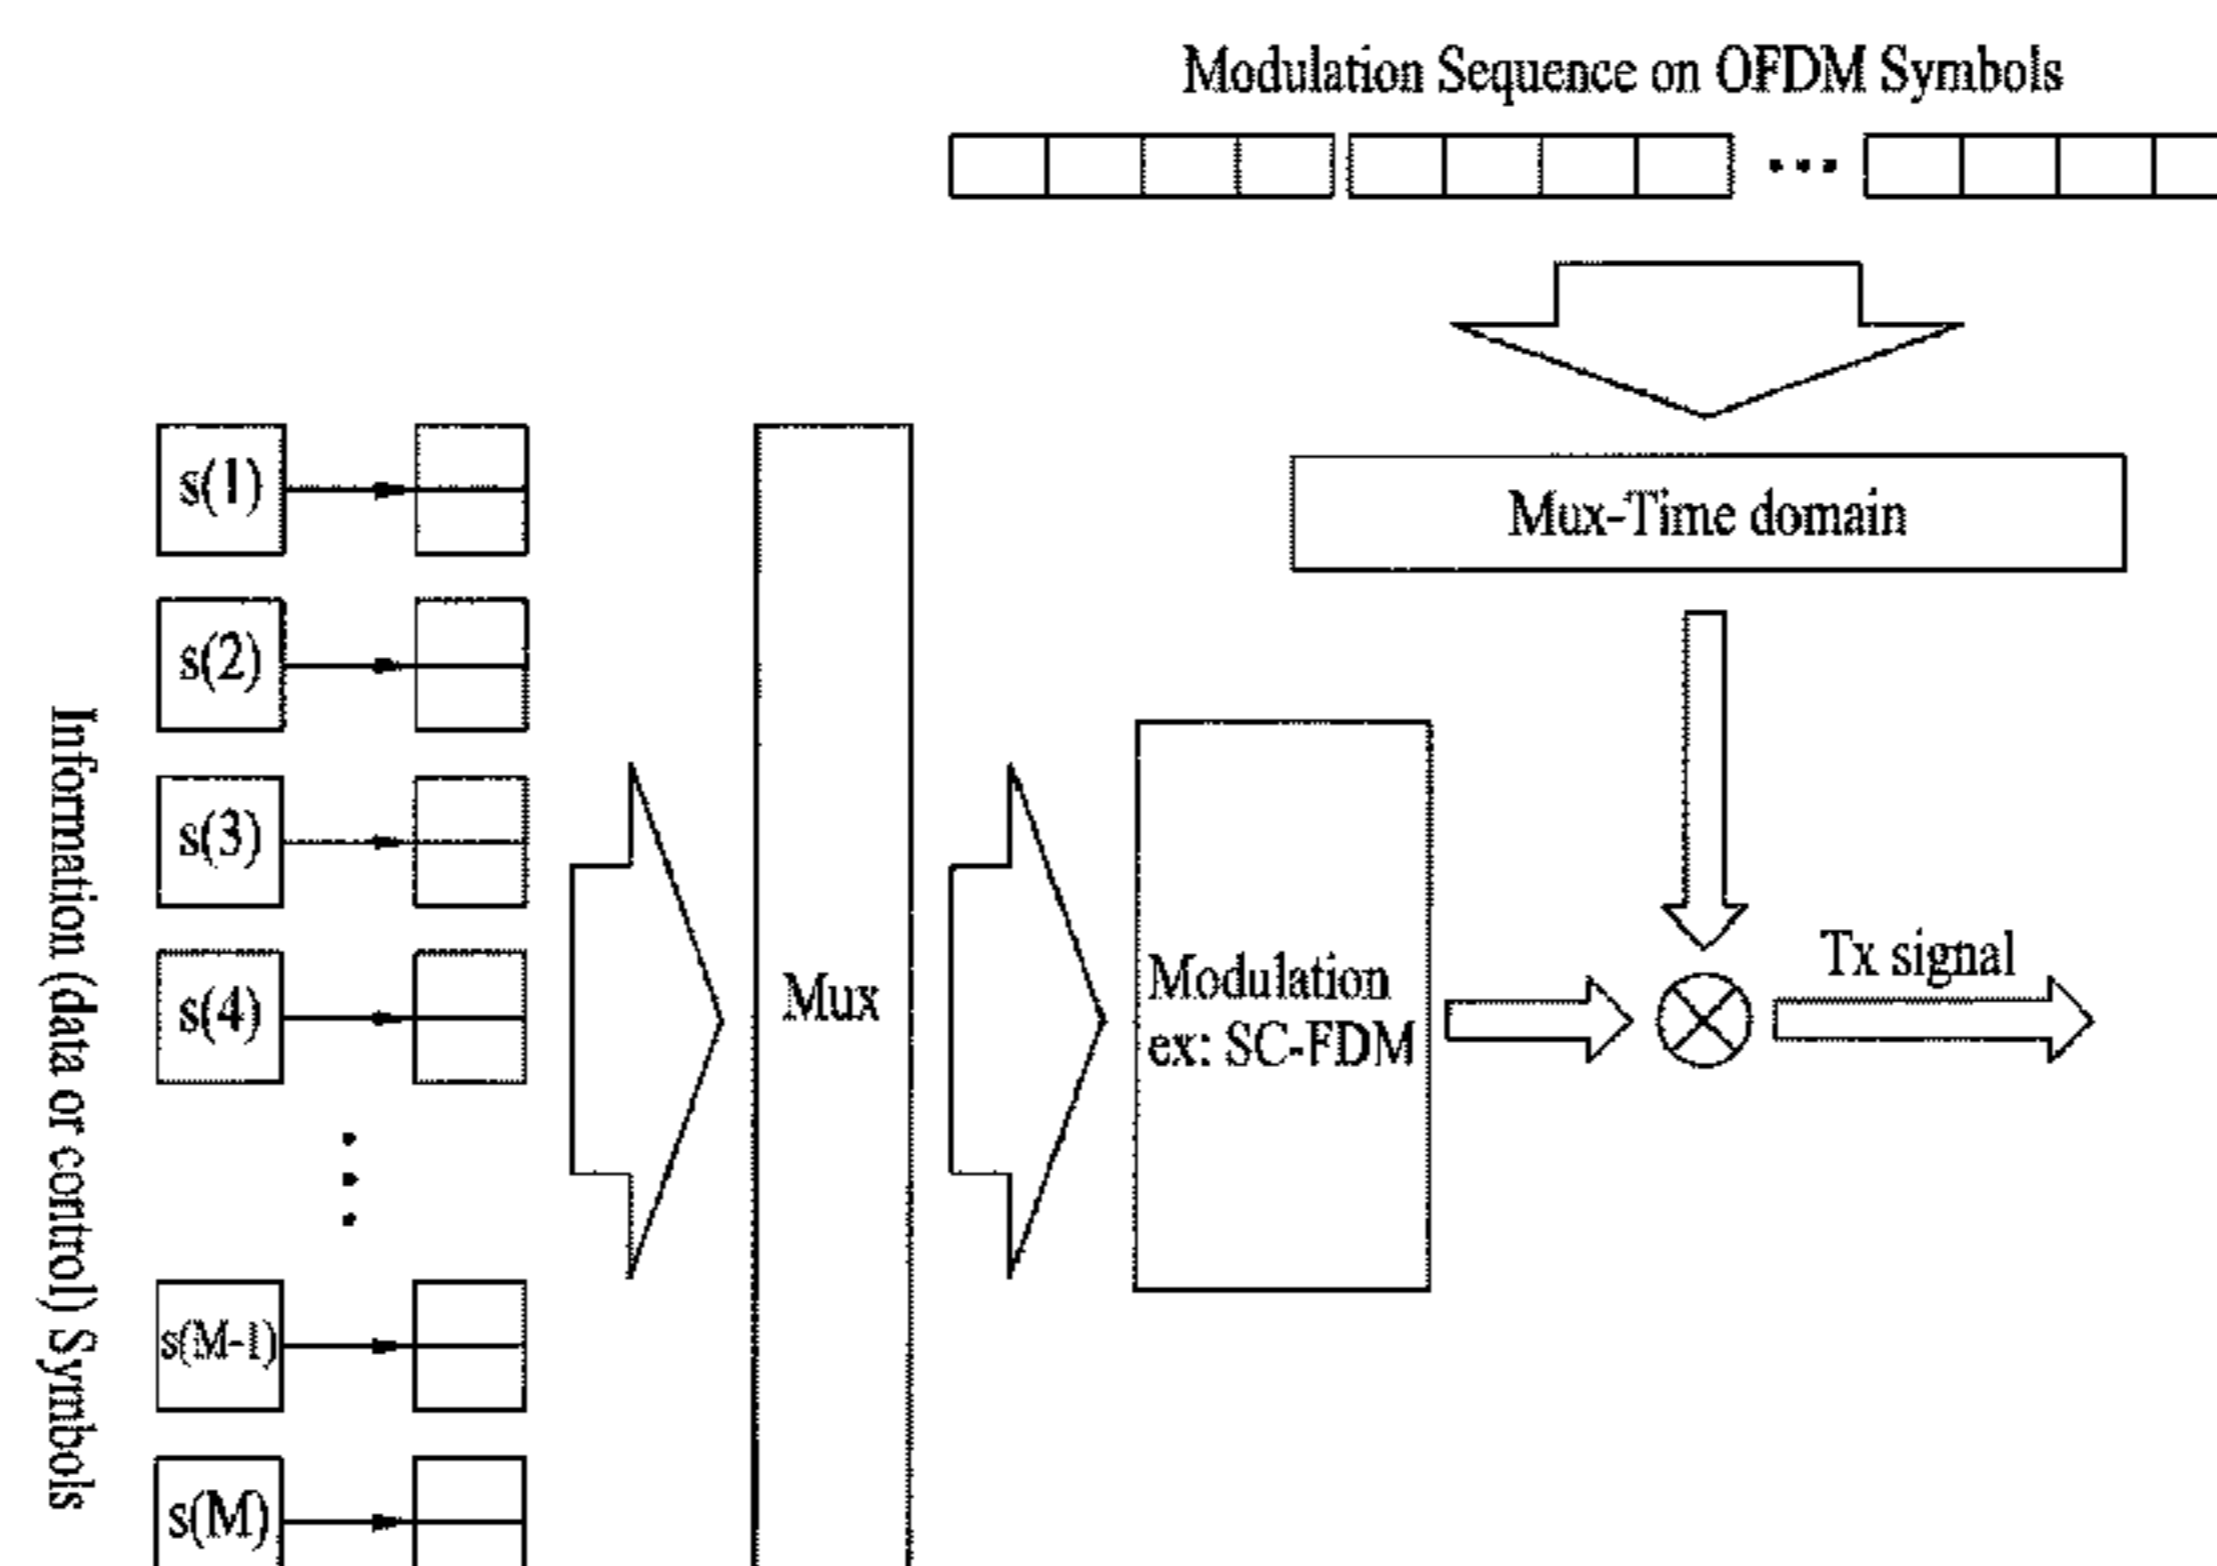 Modulation Sequence on OFDM Symbols
Mux-Time domain
s(1)
s(2)
s(3)
s(4)
s(M-1)
s(M)
Information (data or control) Symbols
Mux
Modulation
ex: SC-FDM
Tx signal